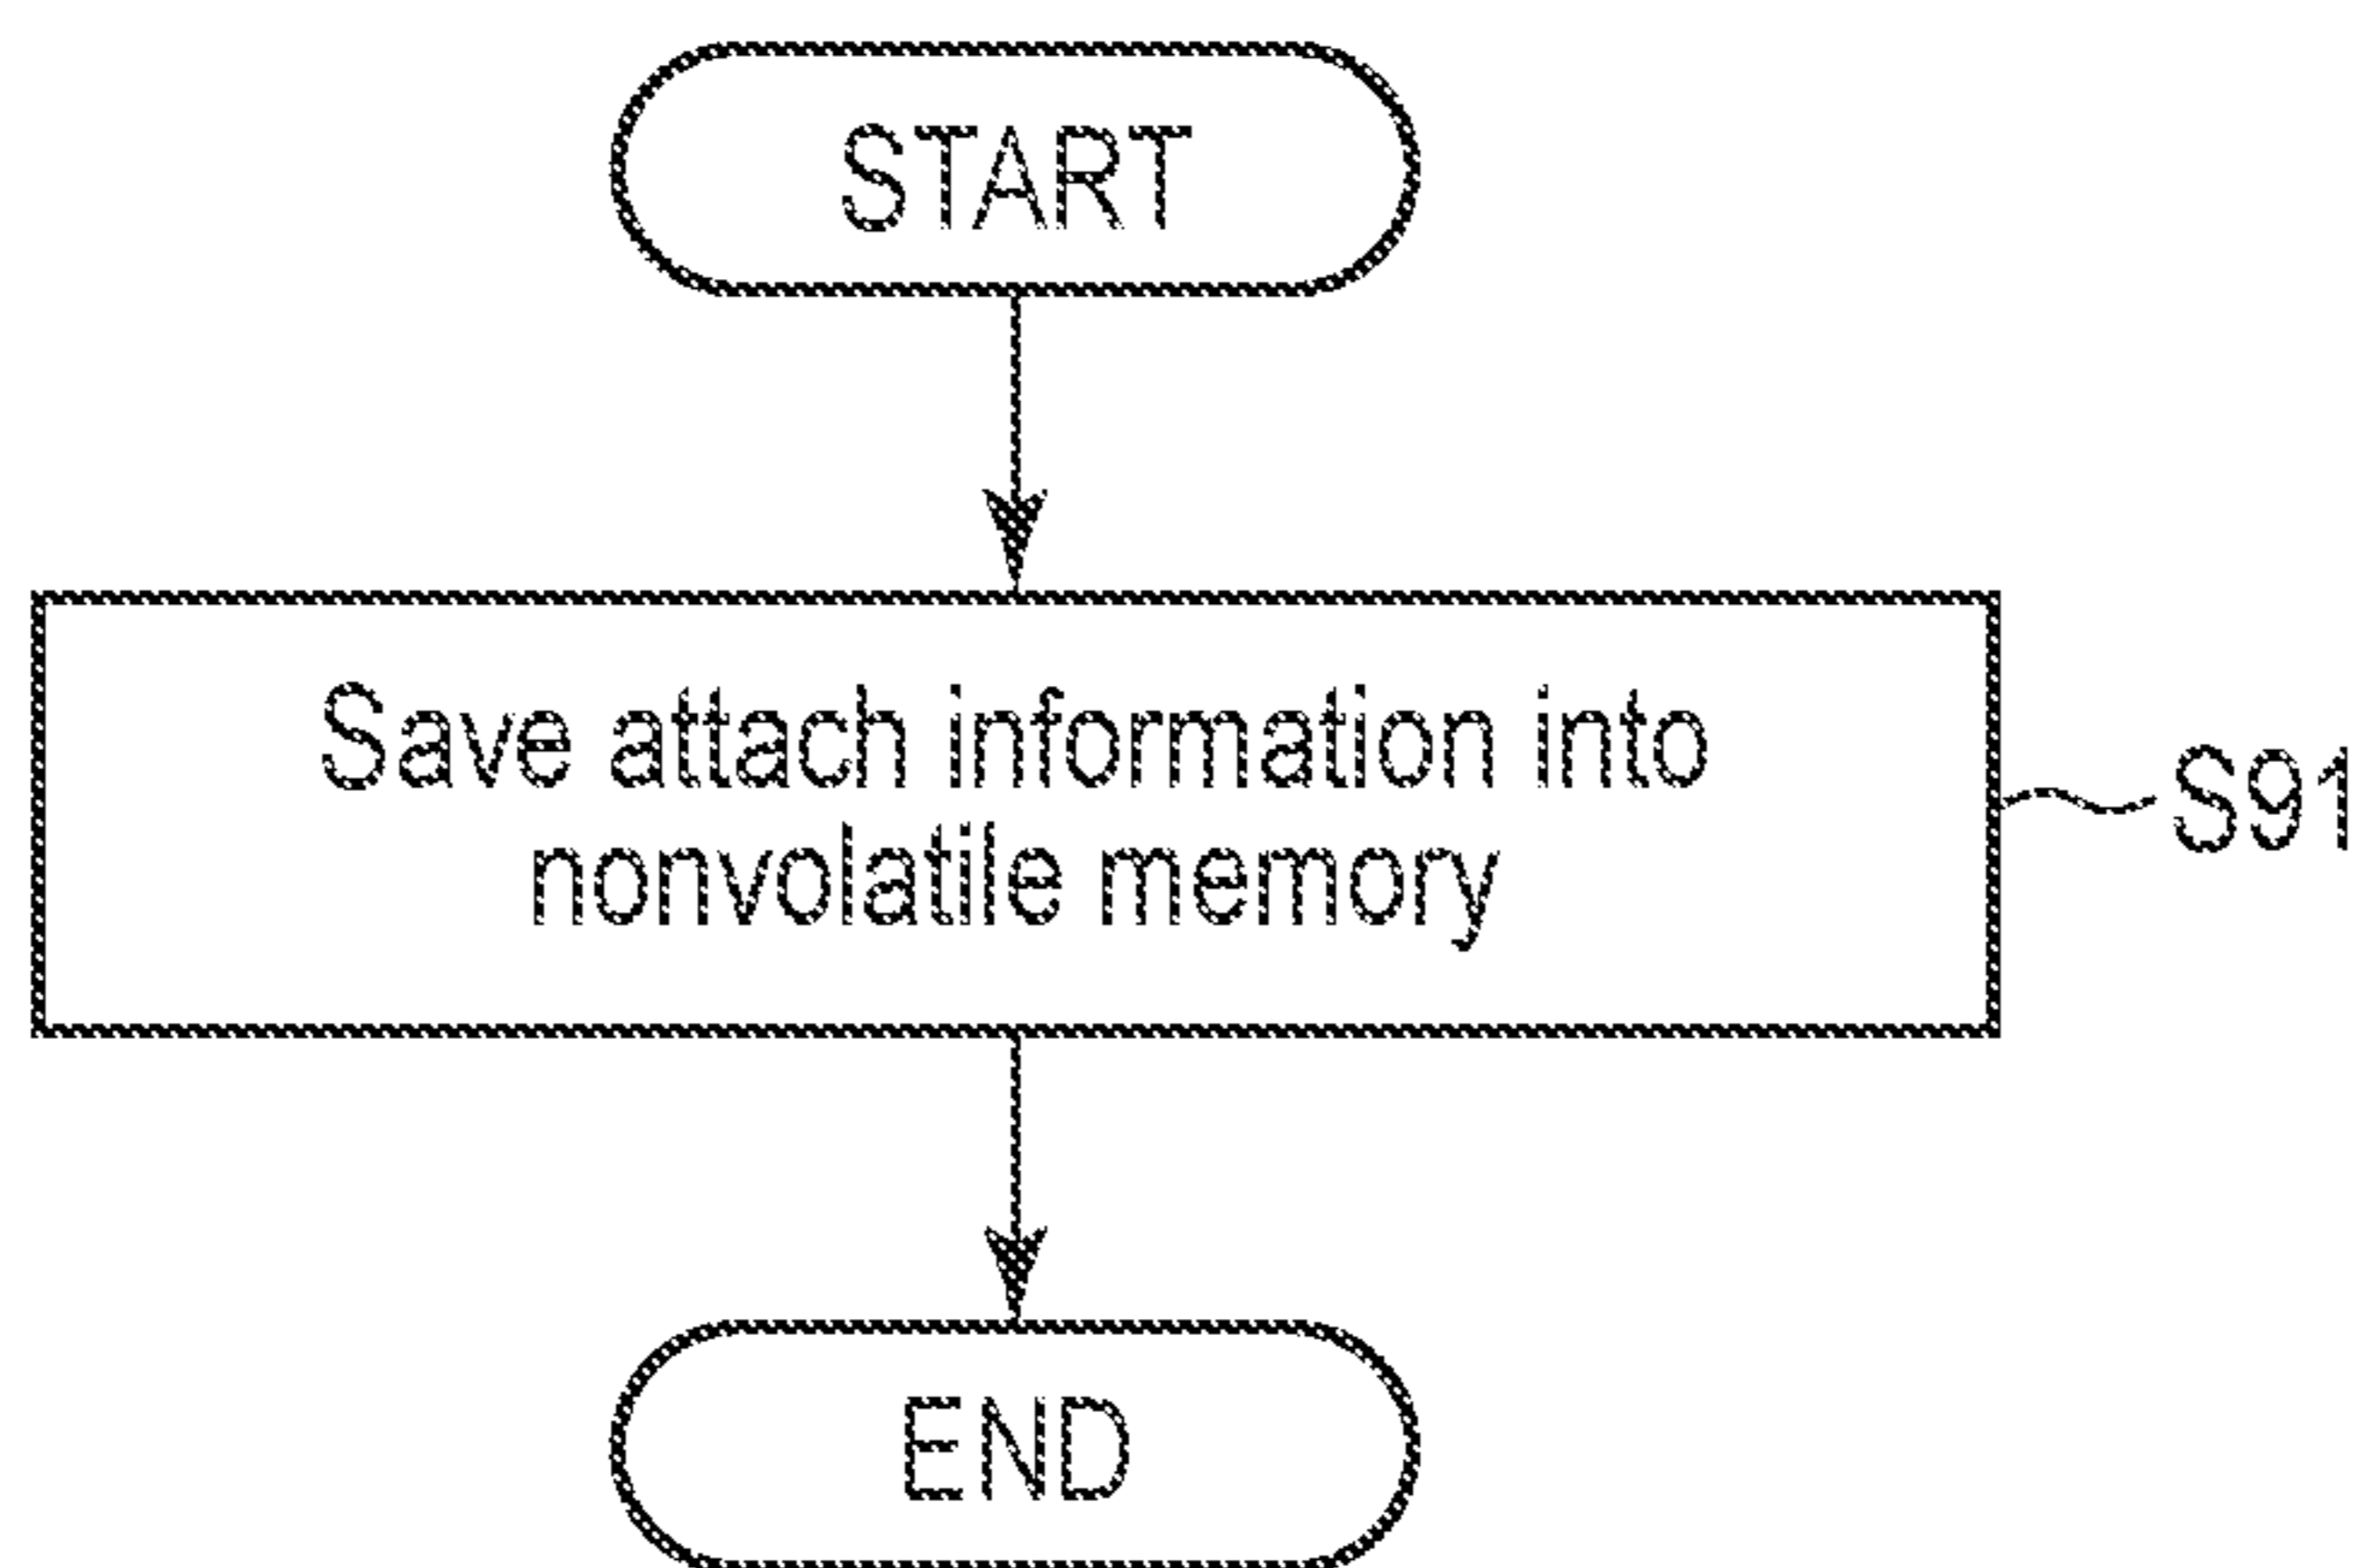 START
Save attach information into
nonvolatile memory
S91
END